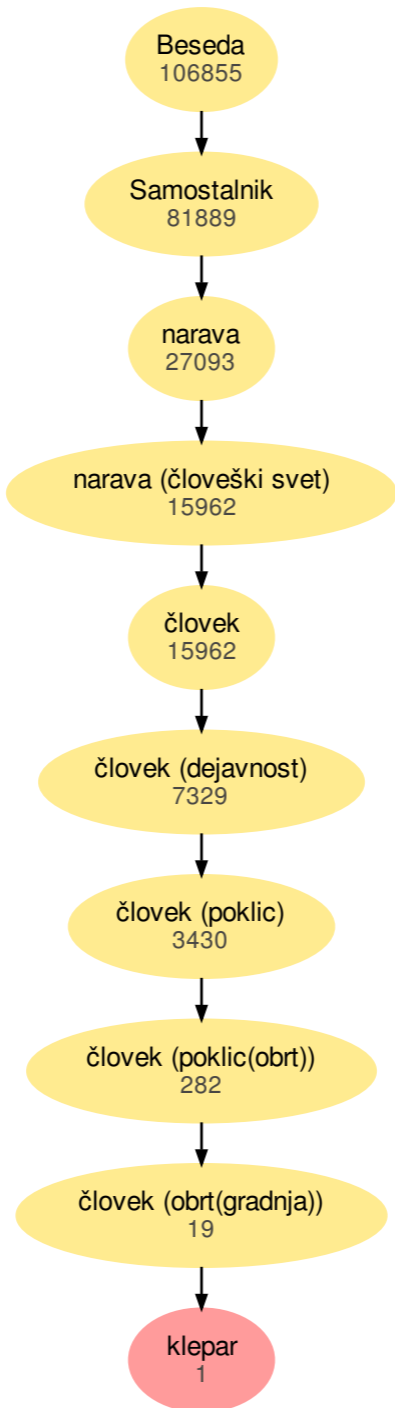 Beseda
106855
Samostalnik
81889
narava
27093
narava (človeški svet)
15962
človek
15962
človek (dejavnost)
7329
človek (poklic)
3430
človek (poklic(obrt))
282
človek (obrt(gradnja))
19
klepar
1